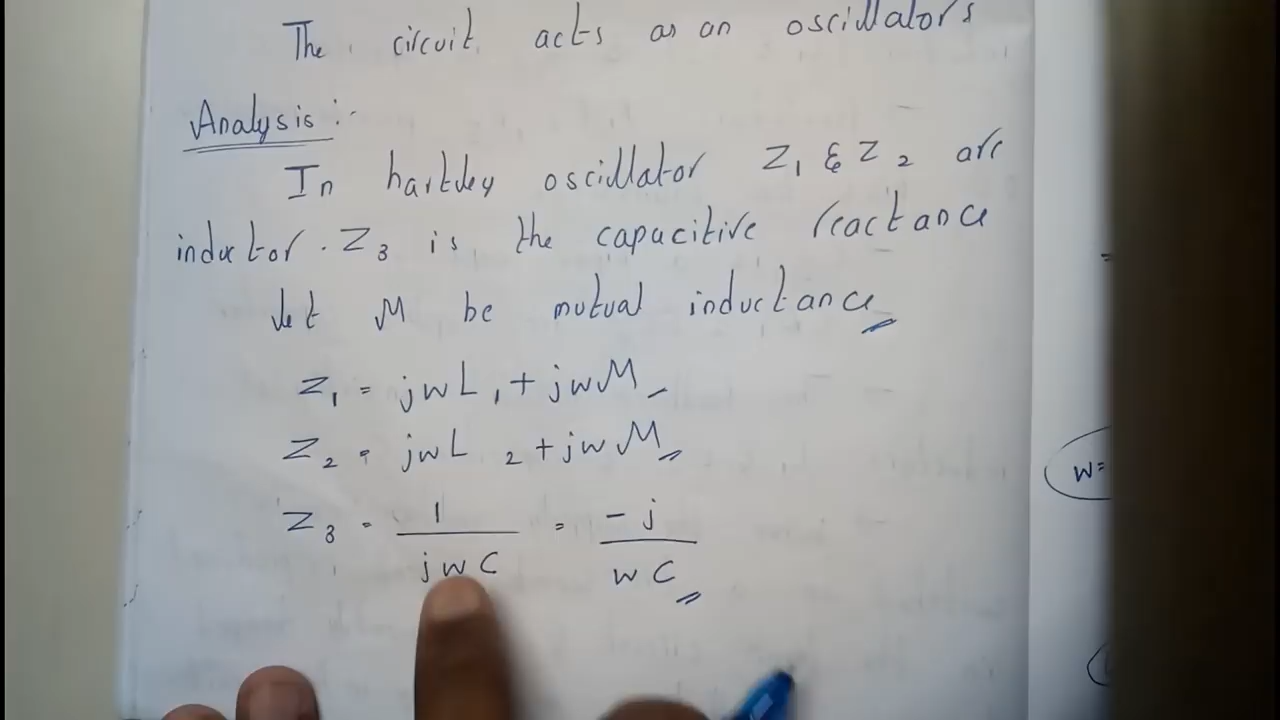 The circuit acts as an oscillators
Analysis :-
In hartley oscillator Z₁ & Z₂ are
inductor. Z₃ is the capacitive reactance
let M be mutual inductance
Z₁ = jwL₁ + jwM
Z₂ = jwL₂ + jwM
Z₃ = 1/jwC = -j/wC
w=